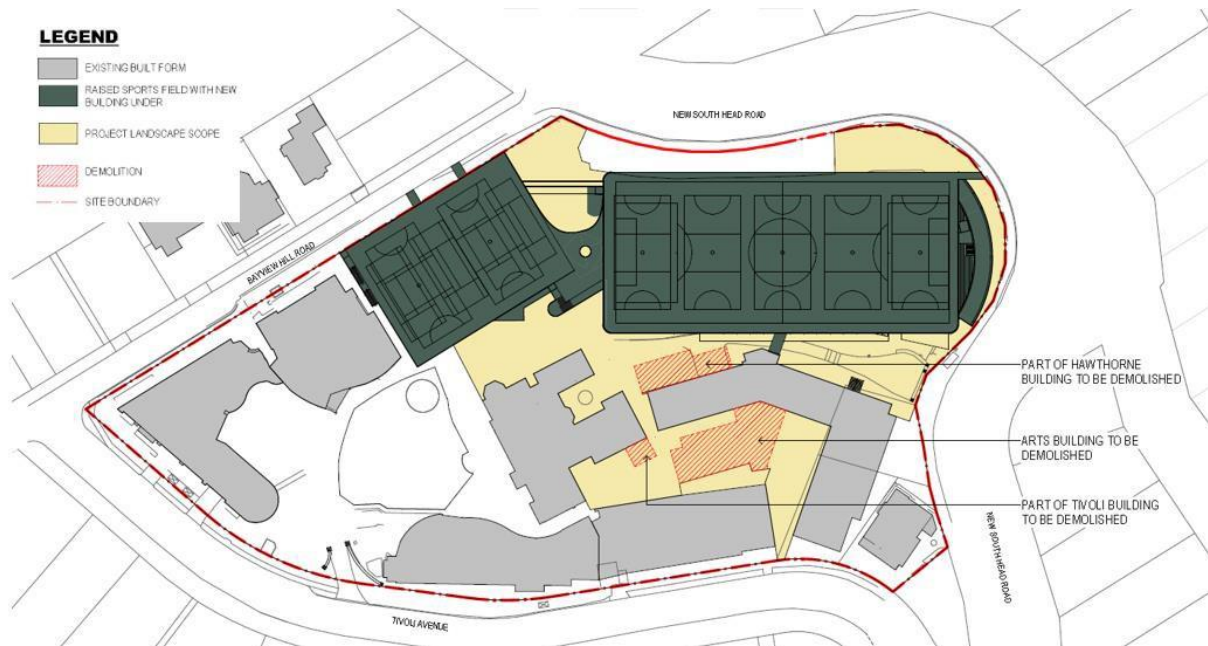 LEGEND
EXISTING BUILT FORM
RAISED SPORTS FIELD WITH NEW
BUILDING UNDER
PROJECT LANDSCAPE SCOPE
DEMOLITION
SITE BOUNDARY
NEW SOUTH HEAD ROAD
BAYVIEW HILL ROAD
PART OF HAWTHORNE
BUILDING TO BE DEMOLISHED
ARTS BUILDING TO BE
DEMOLISHED
PART OF TIVOLI BUILDING
TO BE DEMOLISHED
NEW SOUTH HEAD ROAD
TIVOLI AVENUE